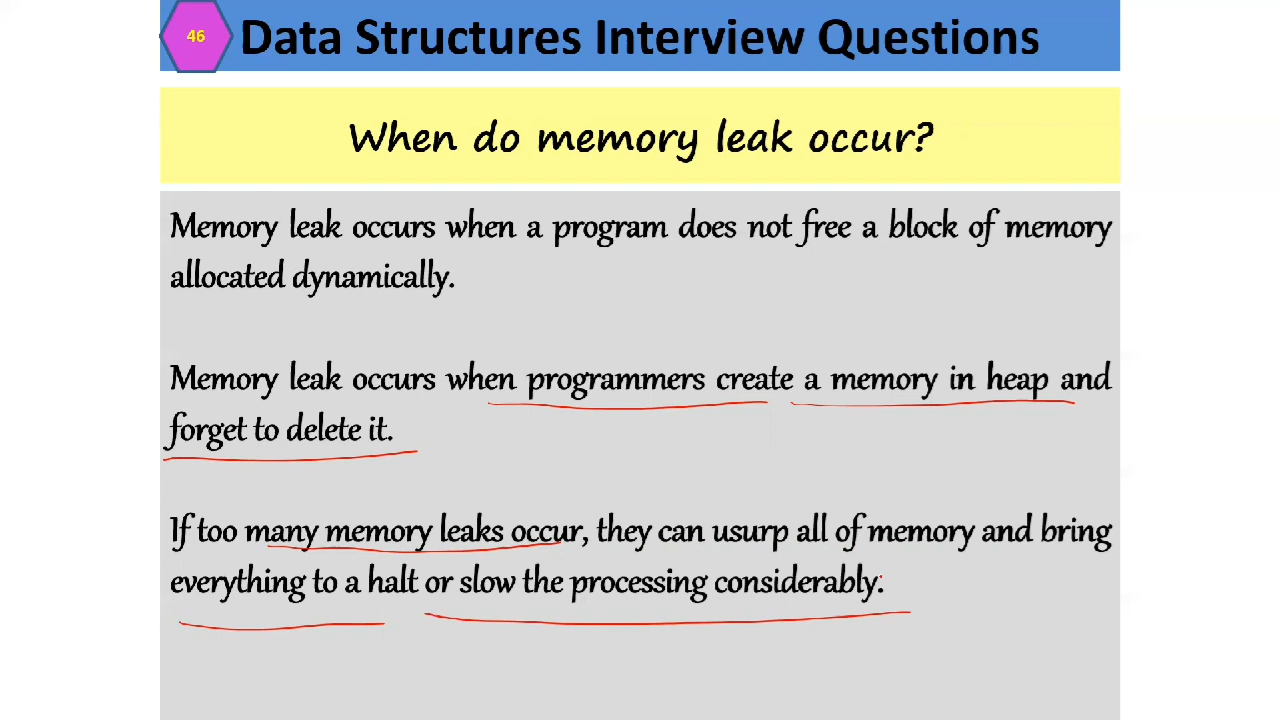 46
Data Structures Interview Questions
When do memory leak occur?
Memory leak occurs when a program does not free a block of memory
allocated dynamically.
Memory leak occurs when programmers create a memory in heap and
forget to delete it.
If too many memory leaks occur, they can usurp all of memory and bring
everything to a halt or slow the processing considerably.